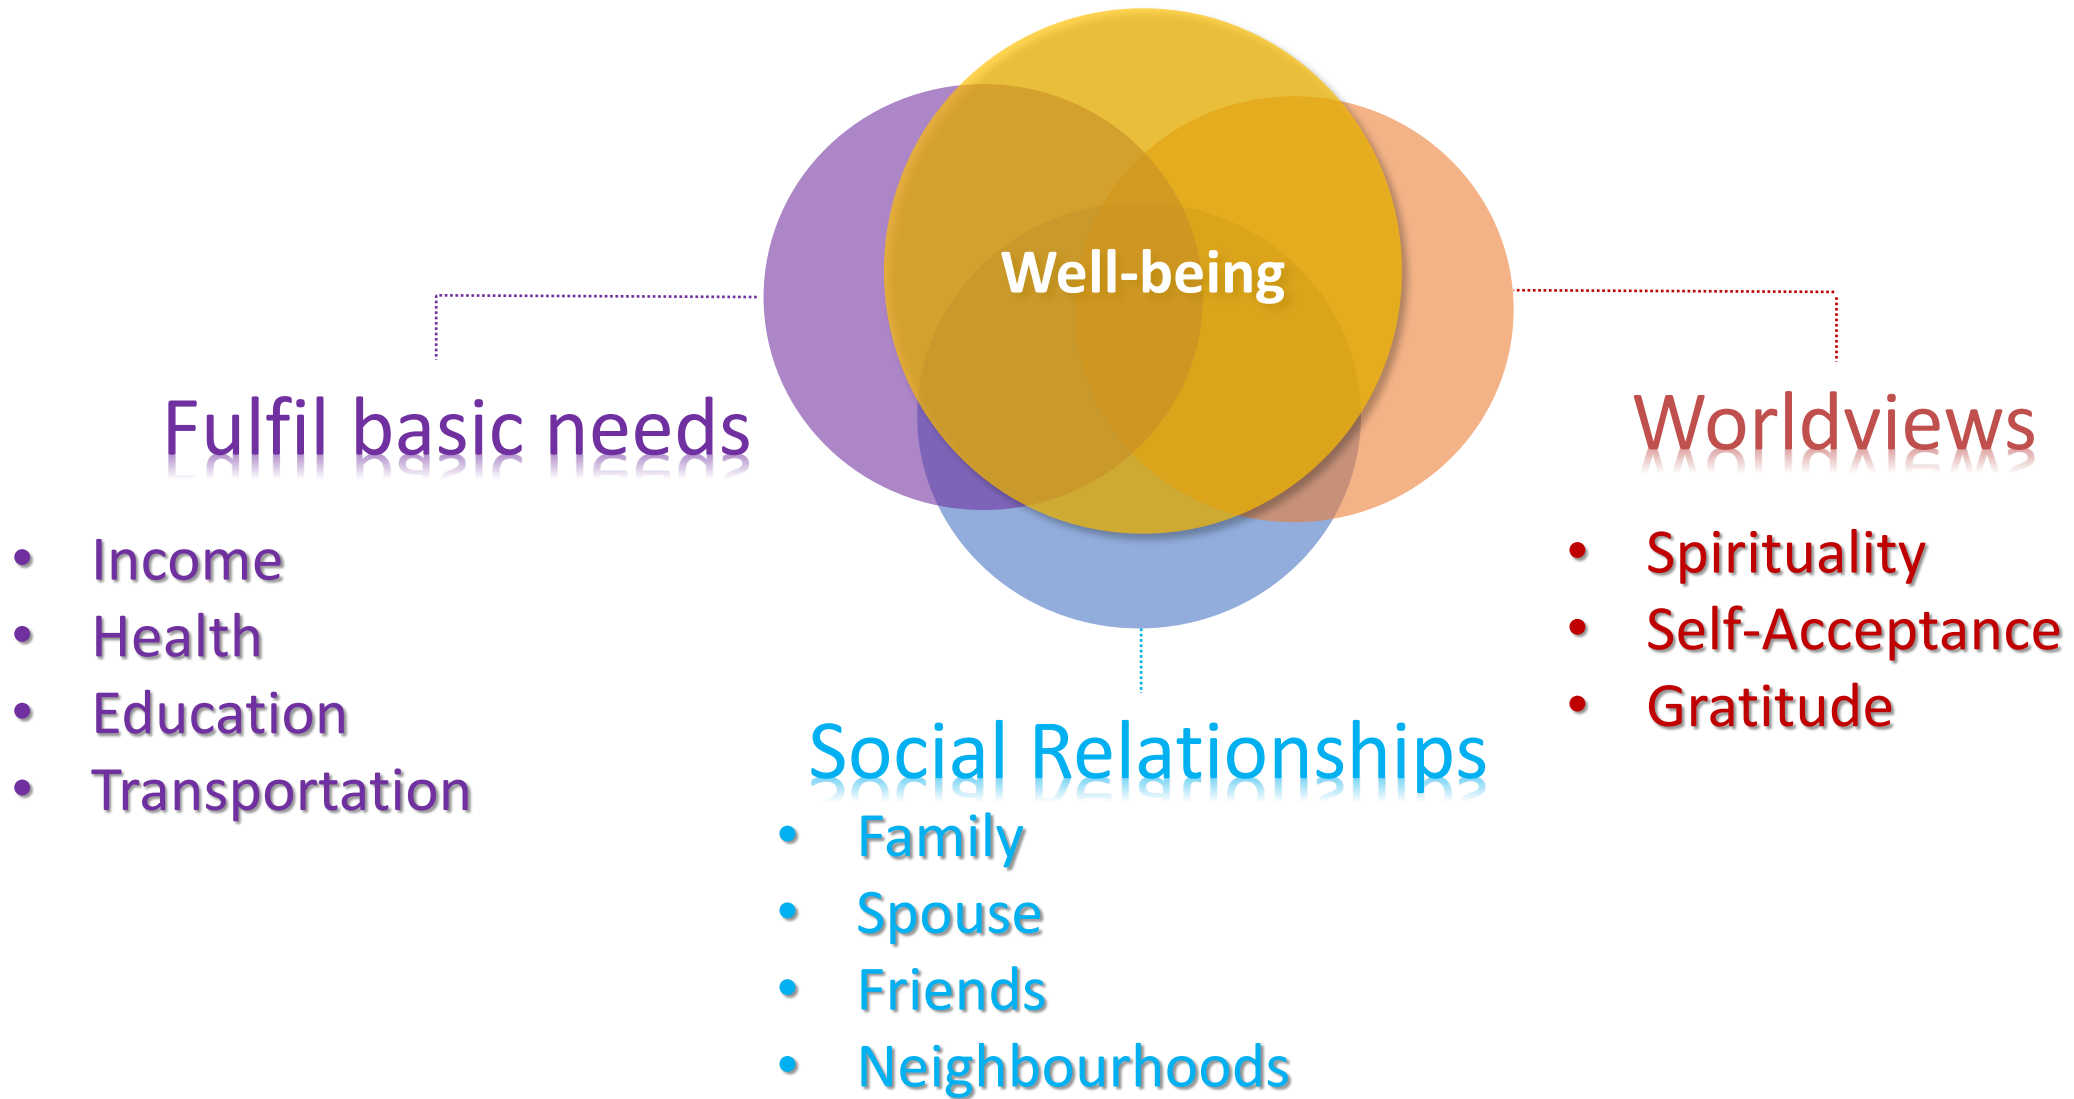 Well-being
Fulfil basic needs
• Income
• Health
• Education
• Transportation
Social Relationships
• Family
• Spouse
• Friends
• Neighbourhoods
Worldviews
• Spirituality
• Self-Acceptance
• Gratitude